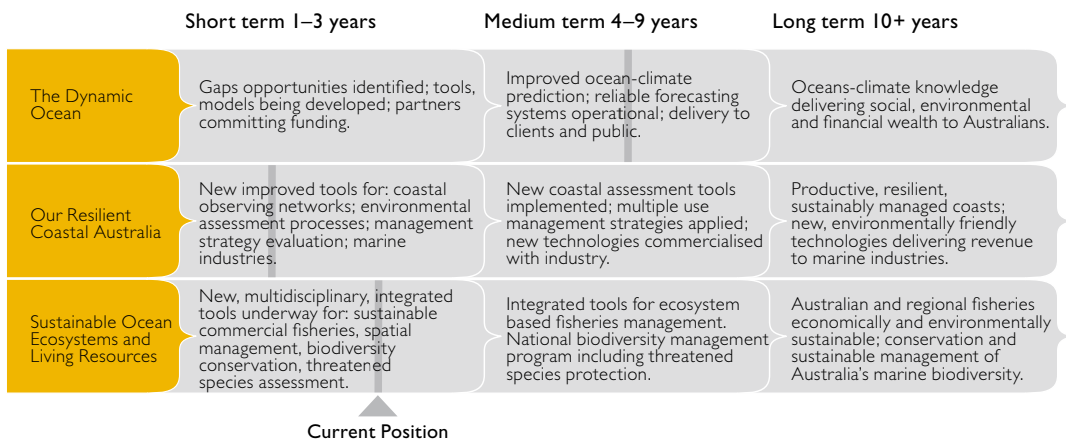 Short term 1–3 years
Medium term 4–9 years
Long term 10+ years
The Dynamic
Ocean
Gaps opportunities identified; tools,
models being developed; partners
committing funding.
Improved ocean-climate
prediction; reliable forecasting
systems operational; delivery to
clients and public.
Oceans-climate knowledge
delivering social, environmental
and financial wealth to Australians.
Our Resilient
Coastal Australia
New improved tools for: coastal
observing networks; environmental
assessment processes; management
strategy evaluation; marine
industries.
New coastal assessment tools
implemented; multiple use
management strategies applied;
new technologies commercialised
with industry.
Productive, resilient,
sustainably managed coasts;
new, environmentally friendly
technologies delivering revenue
to marine industries.
Sustainable Ocean
Ecosystems and
Living Resources
New, multidisciplinary, integrated
tools underway for: sustainable
commercial fisheries, spatial
management, biodiversity
conservation, threatened
species assessment.
Integrated tools for ecosystem
based fisheries management.
National biodiversity management
program including threatened
species protection.
Australian and regional fisheries
economically and environmentally
sustainable; conservation and
sustainable management of
Australia’s marine biodiversity.
Current Position